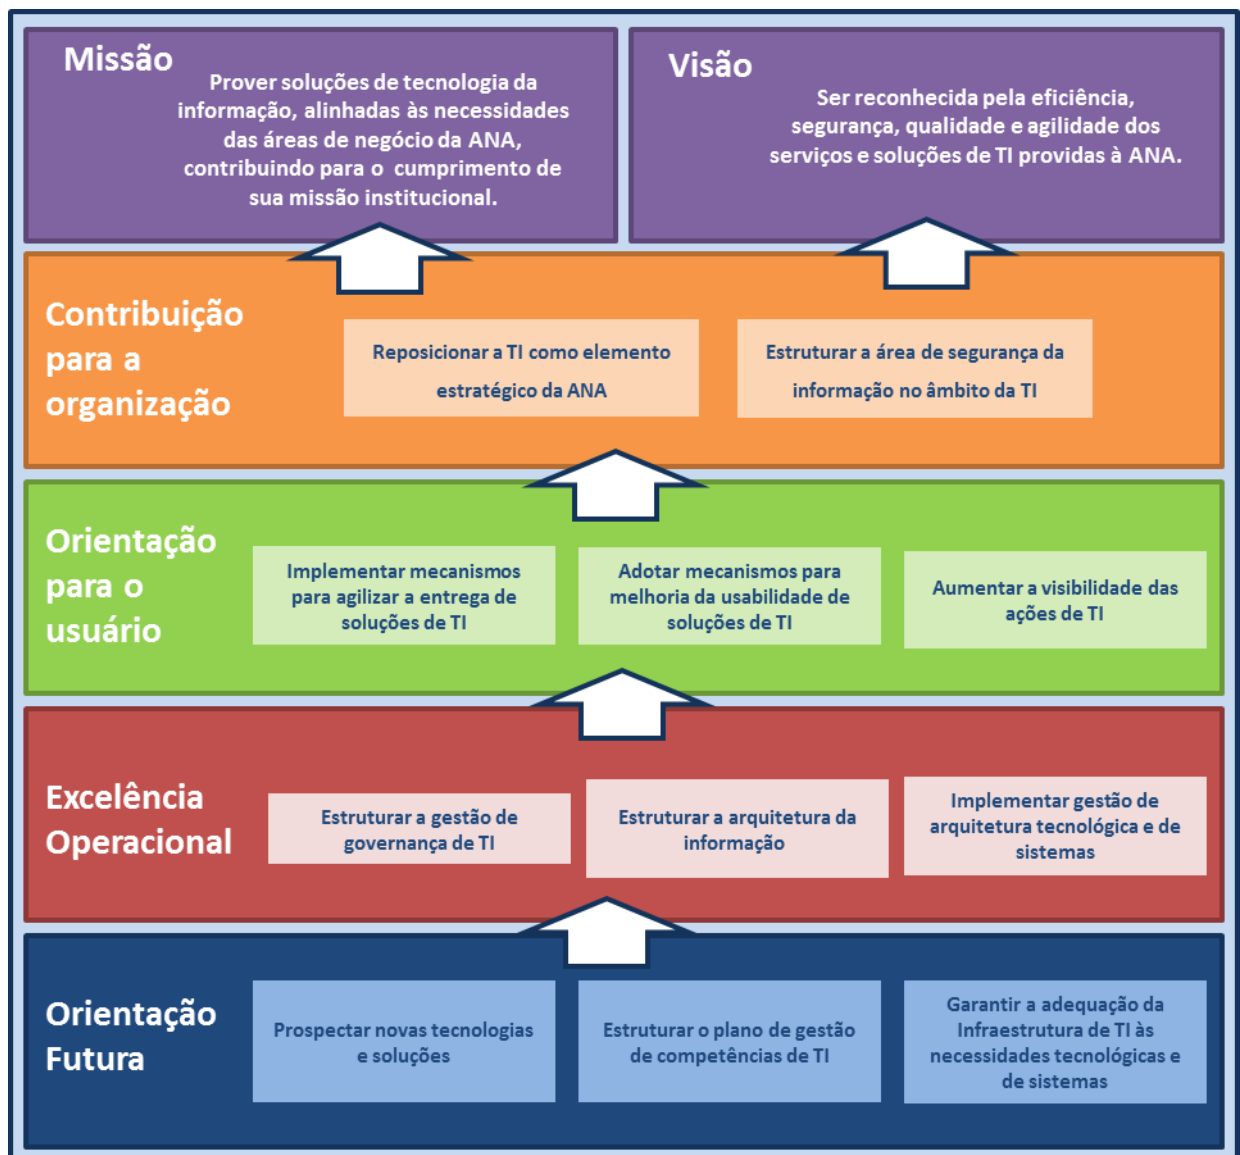 Missão
Prover soluções de tecnologia da
informação, alinhadas às necessidades
das áreas de negócio da ANA,
contribuindo para o cumprimento de
sua missão institucional.
Visão
Ser reconhecida pela eficiência,
segurança, qualidade e agilidade dos
serviços e soluções de TI providas à ANA.
Contribuição
para a
organização
Reposicionar a TI como elemento
estratégico da ANA
Estruturar a área de segurança da
informação no âmbito da TI
Orientação
para o
usuário
Implementar mecanismos
para agilizar a entrega de
soluções de TI
Adotar mecanismos para
melhoria da usabilidade de
soluções de TI
Aumentar a visibilidade das
ações de TI
Excelência
Operacional
Estruturar a gestão de
governança de TI
Estruturar a arquitetura da
informação
Implementar gestão de
arquitetura tecnológica e de
sistemas
Orientação
Futura
Prospectar novas tecnologias
e soluções
Estruturar o plano de gestão
de competências de TI
Garantir a adequação da
Infraestrutura de TI às
necessidades tecnológicas e
de sistemas